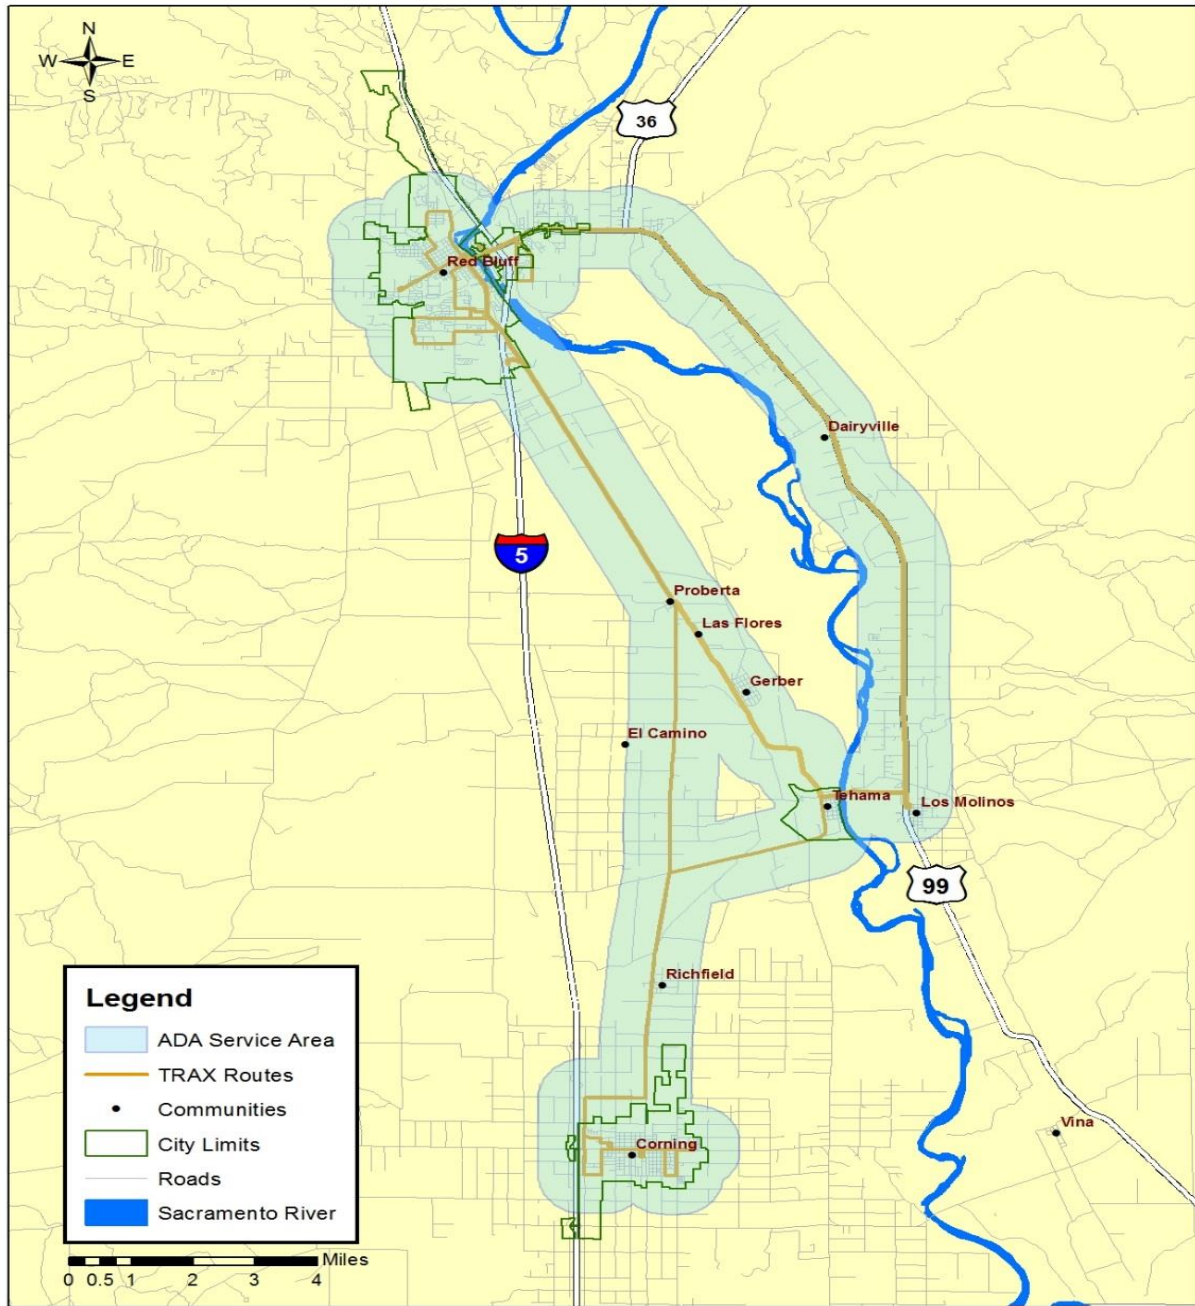 N
W E
S
36
Red Bluff
Dairyville
5
Proberta
Las Flores
Gerber
El Camino
Tehama
Los Molinos
99
Richfield
Corning
Vina
Legend
ADA Service Area
TRAX Routes
Communities
City Limits
Roads
Sacramento River
Miles
0 0.5 1 2 3 4